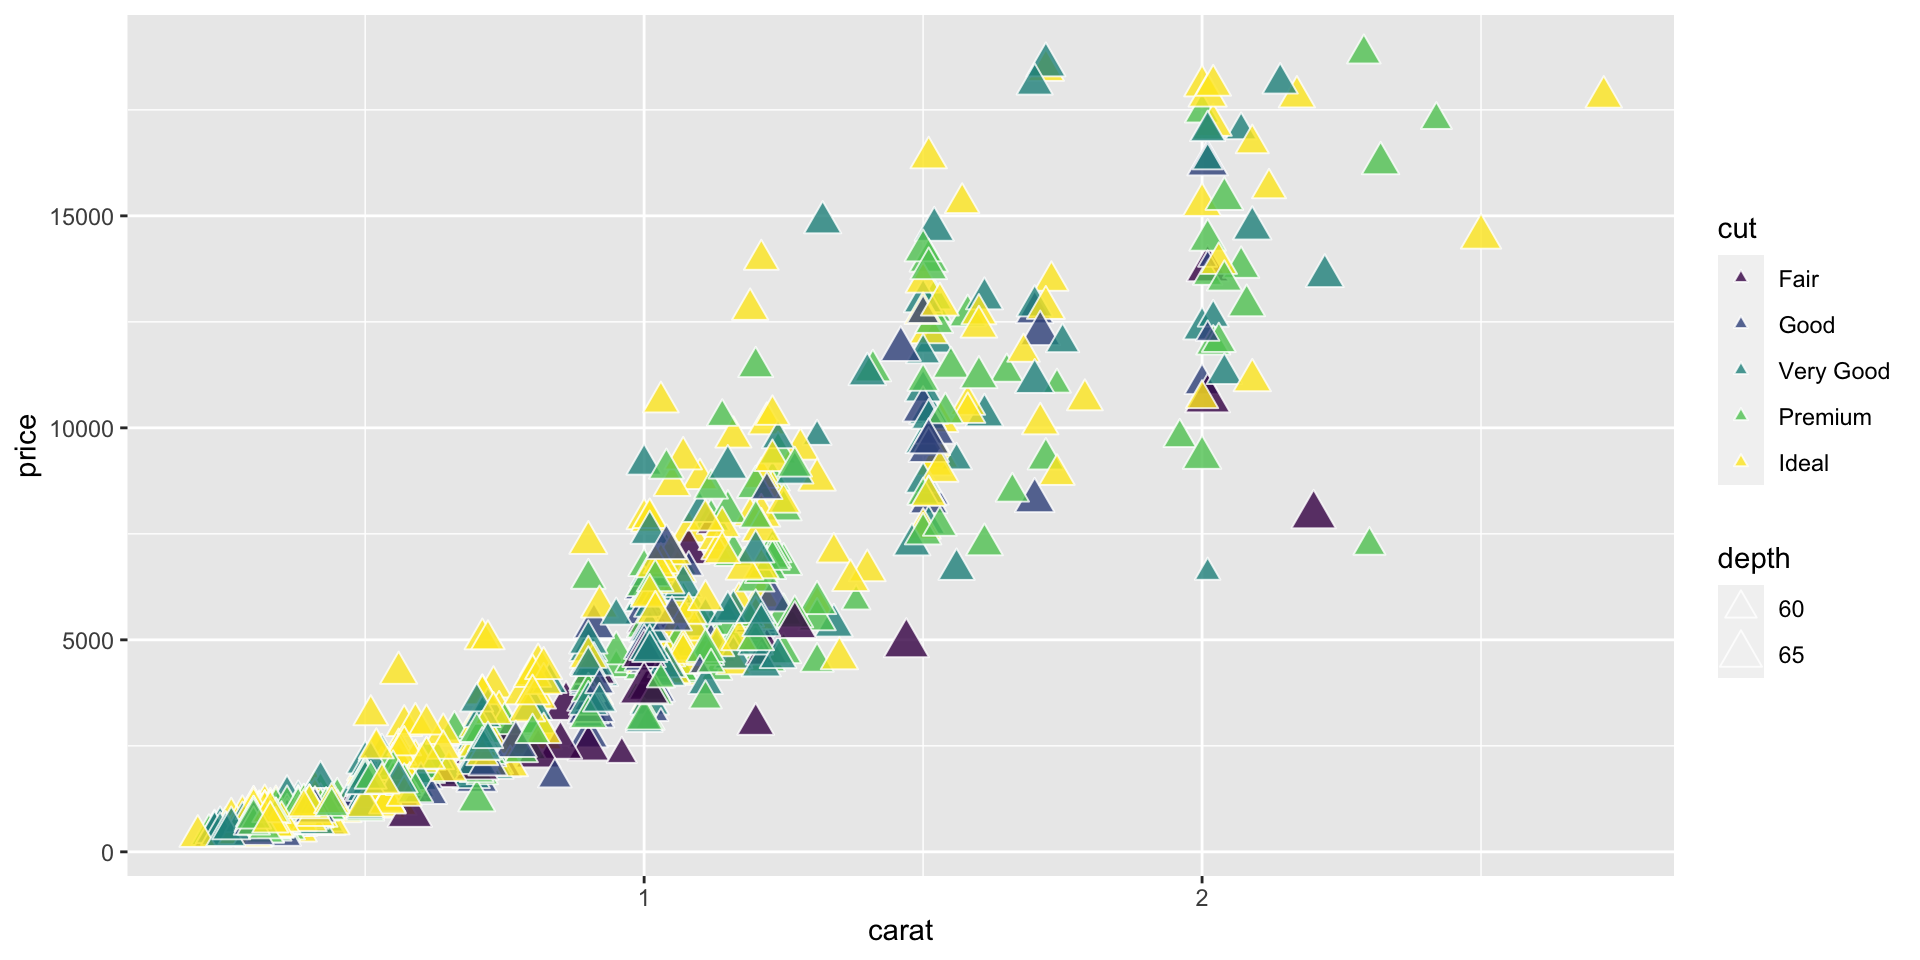 15000
10000
5000
0
price
1
2
carat
cut
Fair
Good
Very Good
Premium
Ideal
depth
60
65